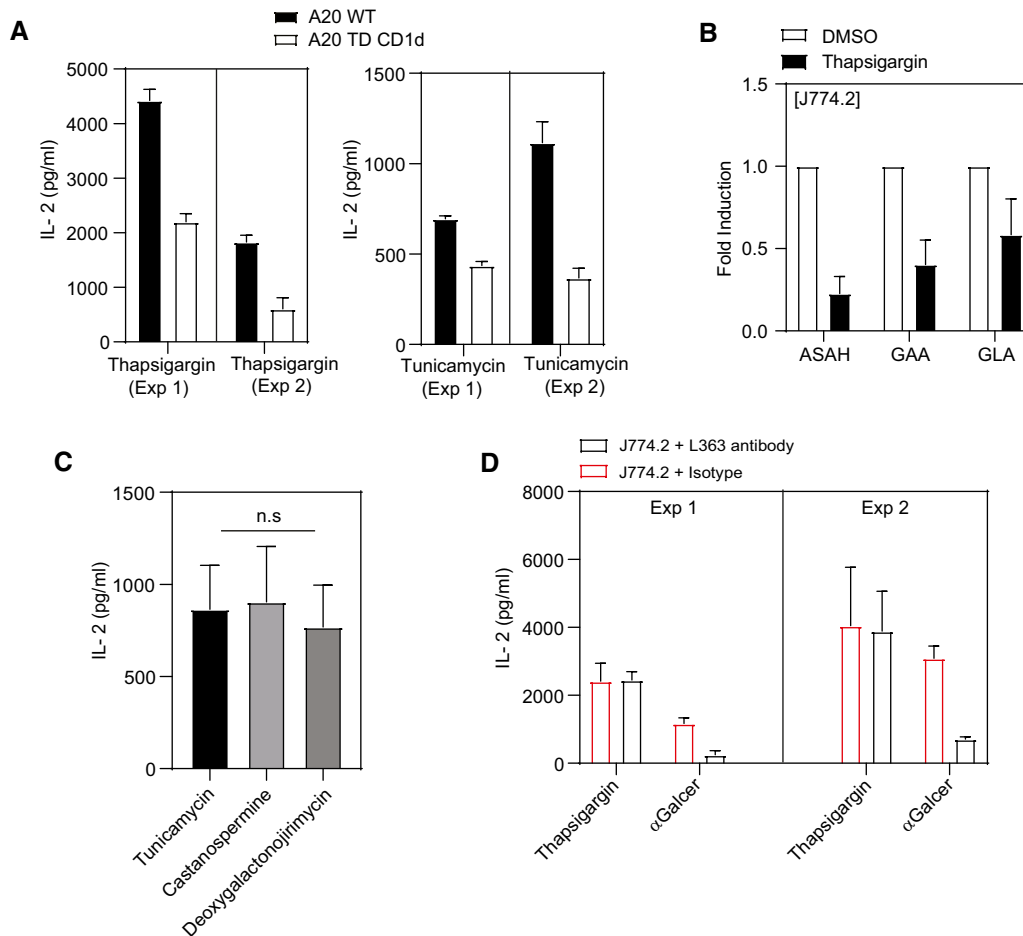 A
A20 WT
A20 TD CD1d
5000
4000
3000
2000
1000
0
IL- 2 (pg/ml)
Thapsigargin
(Exp 1)
Thapsigargin
(Exp 2)
1500
1000
500
0
IL- 2 (pg/ml)
Tunicamycin
(Exp 1)
Tunicamycin
(Exp 2)
B
DMSO
Thapsigargin
[J774.2]
1.5
1.0
0.5
0.0
Fold Induction
ASAH
GAA
GLA
C
1500
1000
500
0
IL- 2 (pg/ml)
n.s
Tunicamycin
Castanospermine
Deoxygalactonojirimycin
D
J774.2 + L363 antibody
J774.2 + Isotype
8000
6000
4000
2000
0
IL- 2 (pg/ml)
Exp 1
Exp 2
Thapsigargin
αGalcer
Thapsigargin
αGalcer